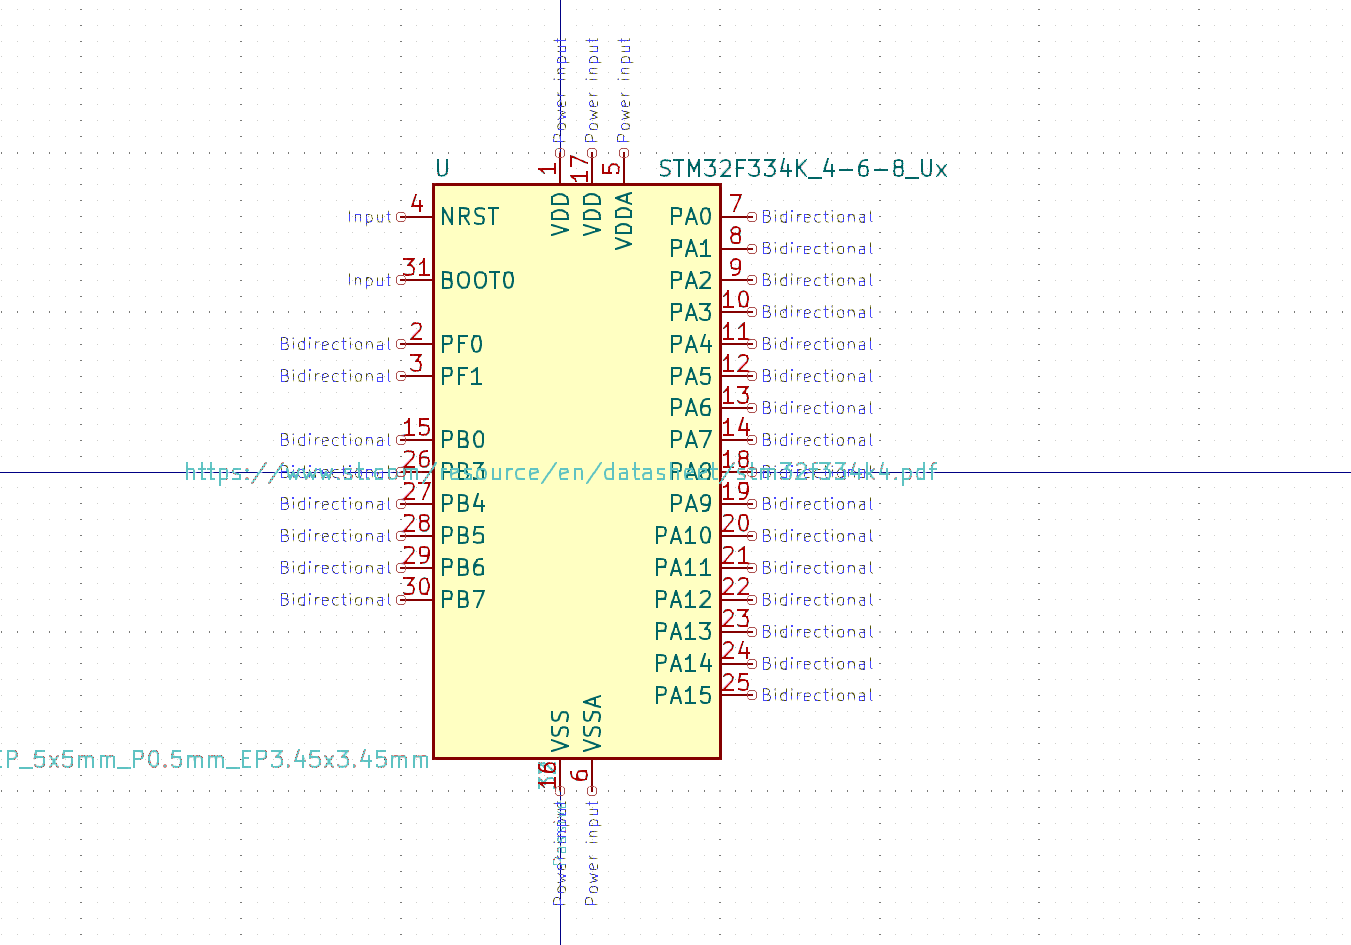 Power input Power input Power input
1 17 5
U STM32F334K_4-6-8_Ux
VDD VDD VDDA
Input 4 NRST PA0 7 Bidirectional
PA1 8 Bidirectional
Input 31 BOOT0 PA2 9 Bidirectional
PA3 10 Bidirectional
Bidirectional 2 PF0 PA4 11 Bidirectional
Bidirectional 3 PF1 PA5 12 Bidirectional
PA6 13 Bidirectional
Bidirectional 15 PB0 PA7 14 Bidirectional
Bidirectional 26 PB3 PA8 18 Bidirectional
https://www.st.com/resource/en/datasheet/stm32f334k4.pdf
Bidirectional 27 PB4 PA9 19 Bidirectional
Bidirectional 28 PB5 PA10 20 Bidirectional
Bidirectional 29 PB6 PA11 21 Bidirectional
Bidirectional 30 PB7 PA12 22 Bidirectional
PA13 23 Bidirectional
PA14 24 Bidirectional
PA15 25 Bidirectional
VSS VSSA
EP_5x5mm_P0.5mm_EP3.45x3.45mm
16 6
Power input Power input